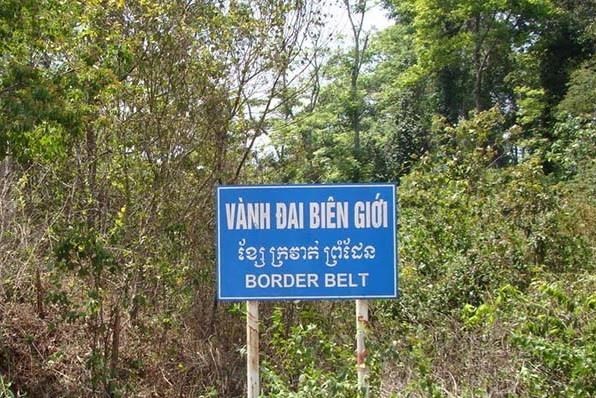 VÀNH ĐAI BIÊN GIỚI
ខ្សែ ក្រវាត់ ព្រំដែន
BORDER BELT